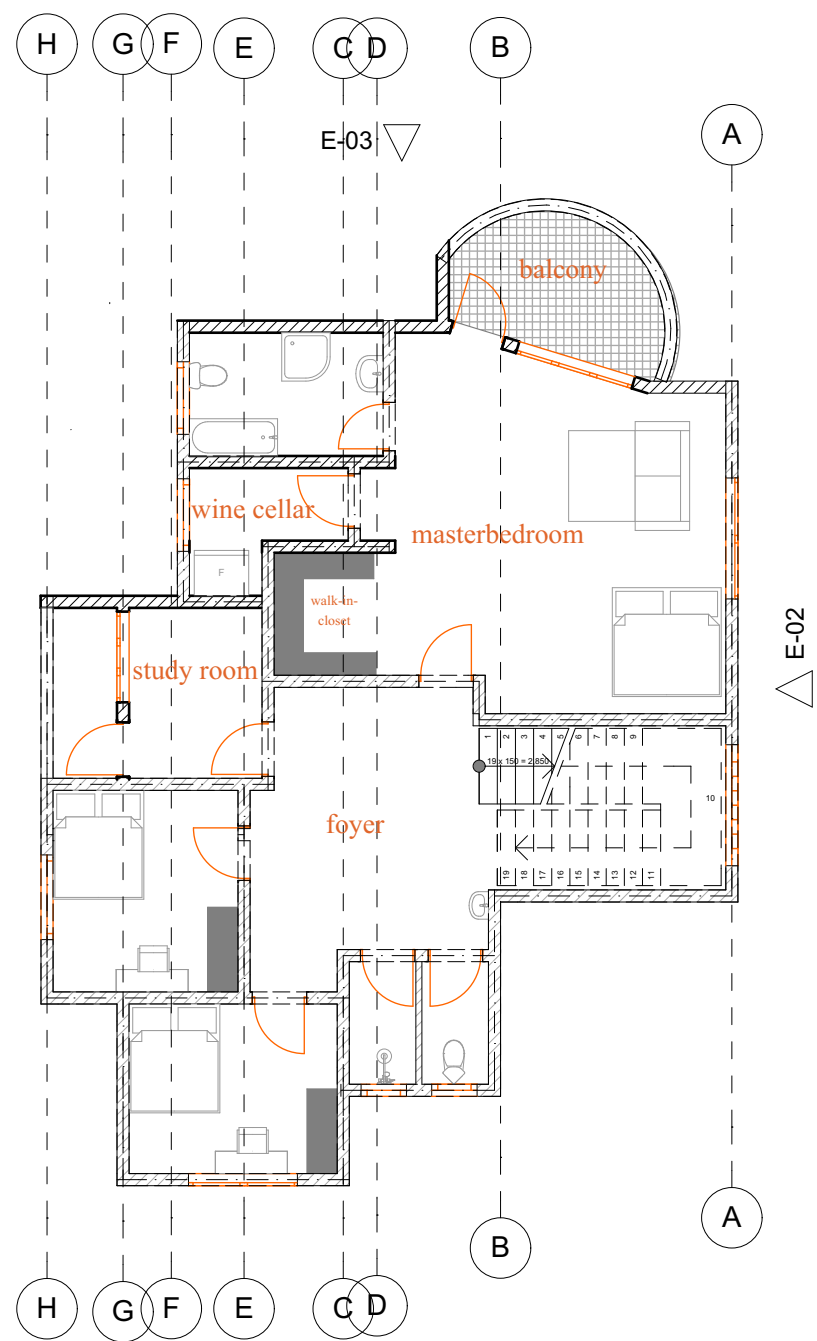 H
G
F
E
C
D
B
A
E-03
balcony
wine cellar
F
masterbedroom
walk-in-
closet
E-02
study room
1 2 3 4 5 6 7 8 9
19 x 150 = 2.850
10
foyer
19 18 17 16 15 14 13 12 11
A
B
H
G
F
E
C
D